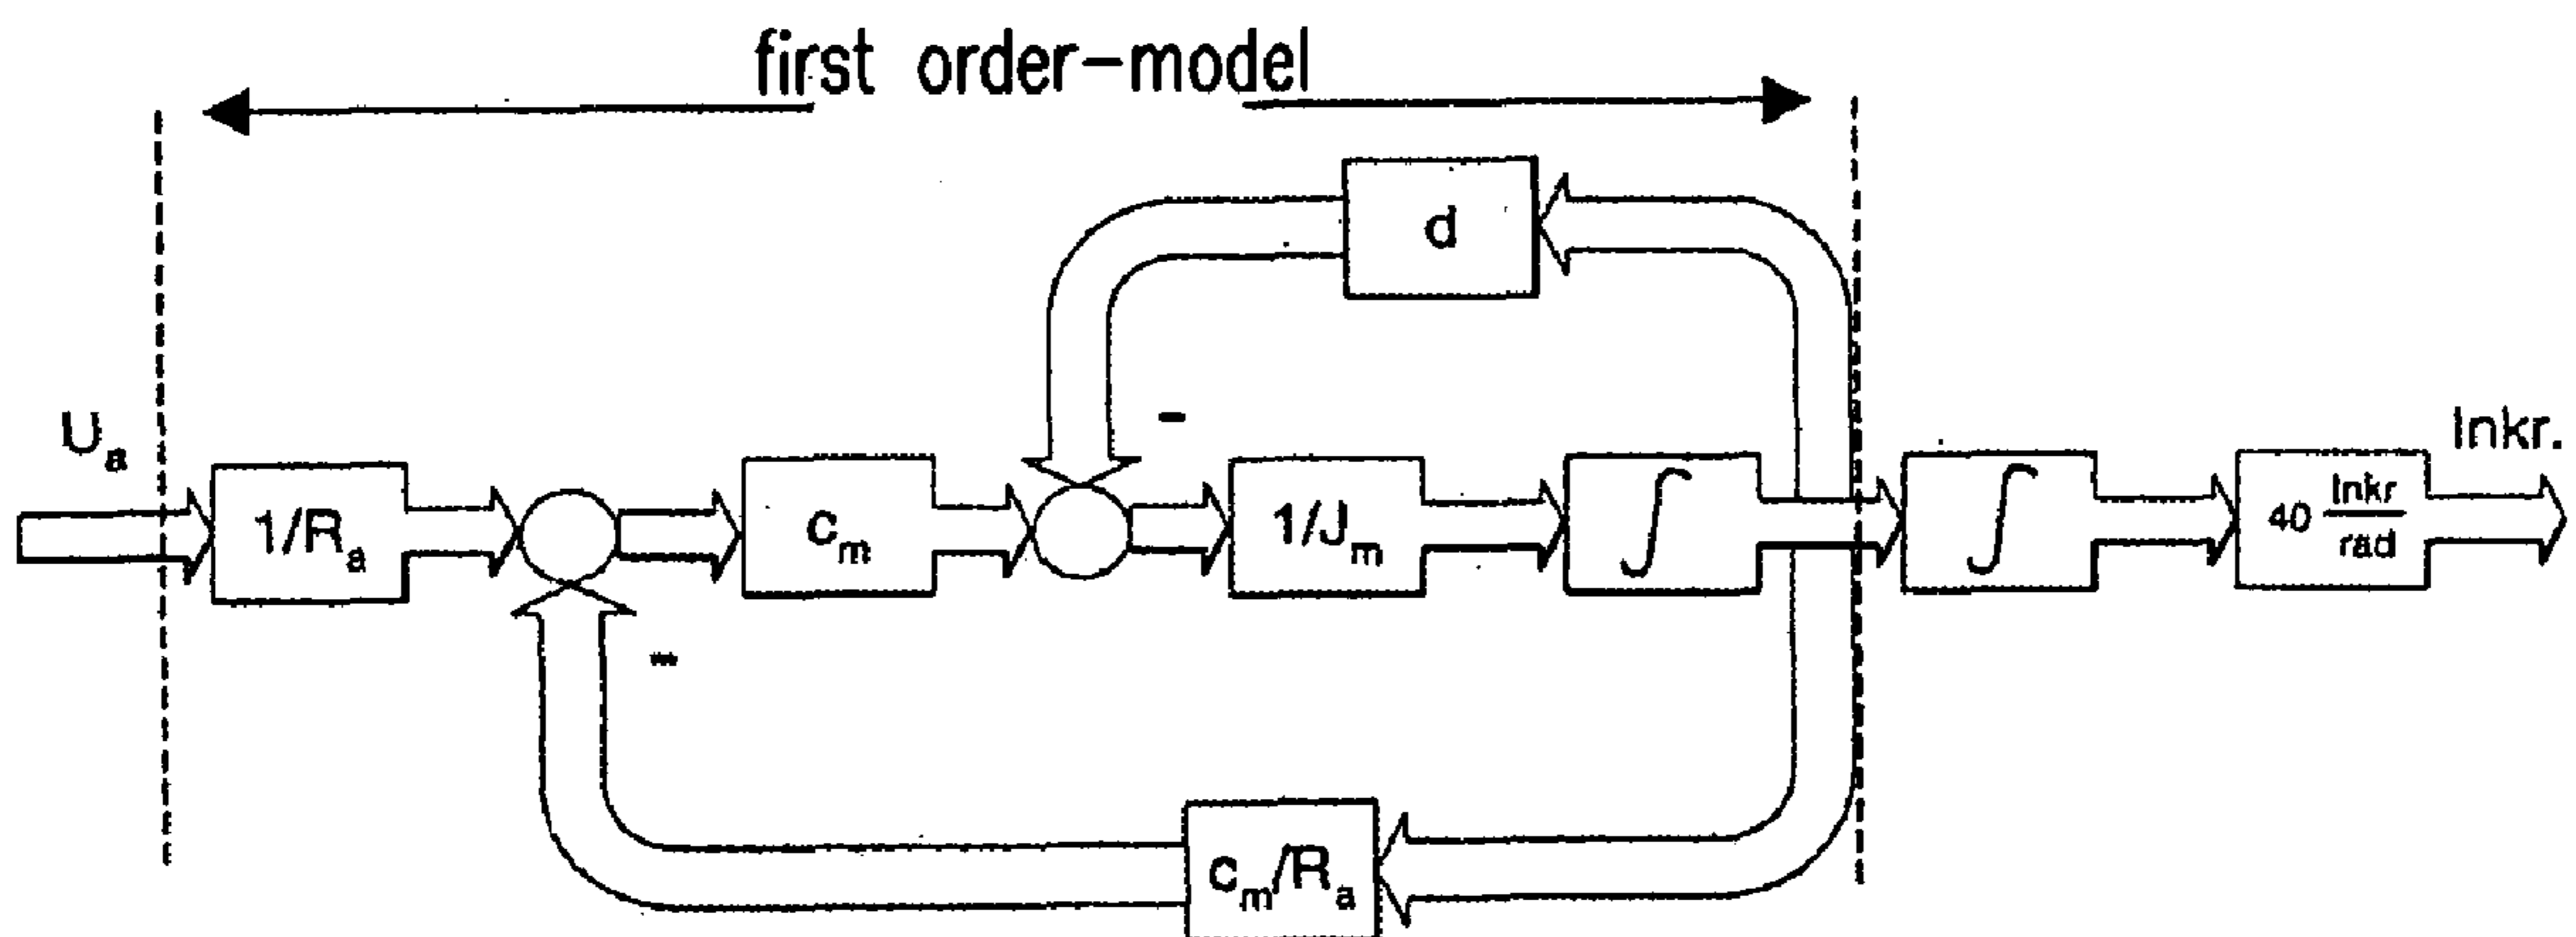 first order-model
d
-
U_a
1/R_a
c_m
1/J_m
∫
∫
40 Inkr/rad
Inkr.
-
c_m/R_a